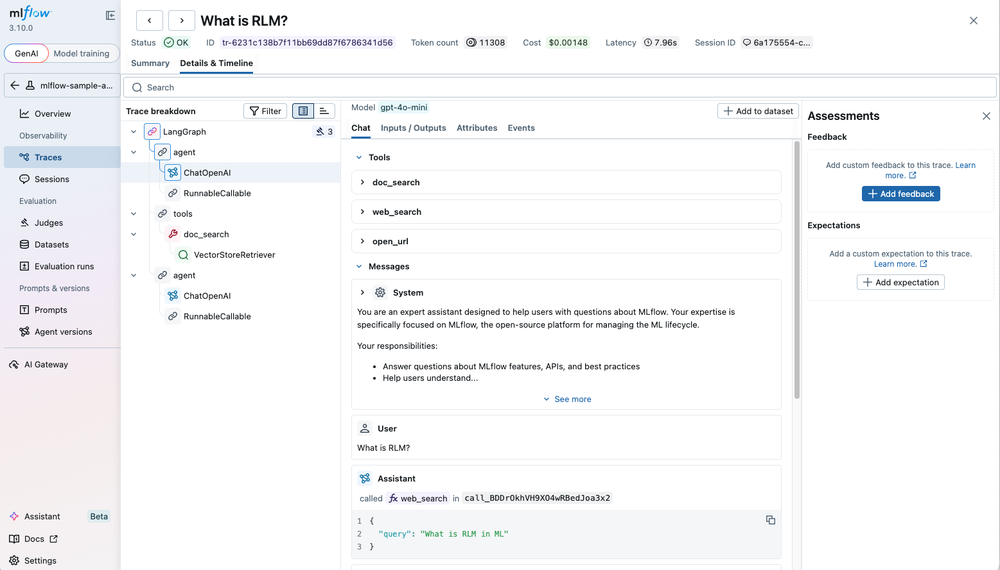 mlflow
3.10.0
GenAI
Model training
mlflow-sample-a...
Overview
Observability
Traces
Sessions
Evaluation
Judges
Datasets
Evaluation runs
Prompts & versions
Prompts
Agent versions
AI Gateway
Assistant
Beta
Docs
Settings
What is RLM?
Status OK ID tr-6231c138b7f11bb69dd87f6786341d56 Token count 11308 Cost $0.00148 Latency 7.96s Session ID 6a175554-c...
Summary
Details & Timeline
Search
Trace breakdown
Filter
LangGraph
3
agent
ChatOpenAI
RunnableCallable
tools
doc_search
VectorStoreRetriever
agent
ChatOpenAI
RunnableCallable
Model gpt-4o-mini
Add to dataset
Chat
Inputs / Outputs
Attributes
Events
Tools
doc_search
web_search
open_url
Messages
System
You are an expert assistant designed to help users with questions about MLflow. Your expertise is
specifically focused on MLflow, the open-source platform for managing the ML lifecycle.
Your responsibilities:
• Answer questions about MLflow features, APIs, and best practices
• Help users understand...
See more
User
What is RLM?
Assistant
called fx web_search in call_BDDrOkhVH9XO4wRBedJoa3x2
1 {
2 "query": "What is RLM in ML"
3 }
Assessments
Feedback
Add custom feedback to this trace. Learn
more.
Add feedback
Expectations
Add a custom expectation to this trace.
Learn more.
Add expectation